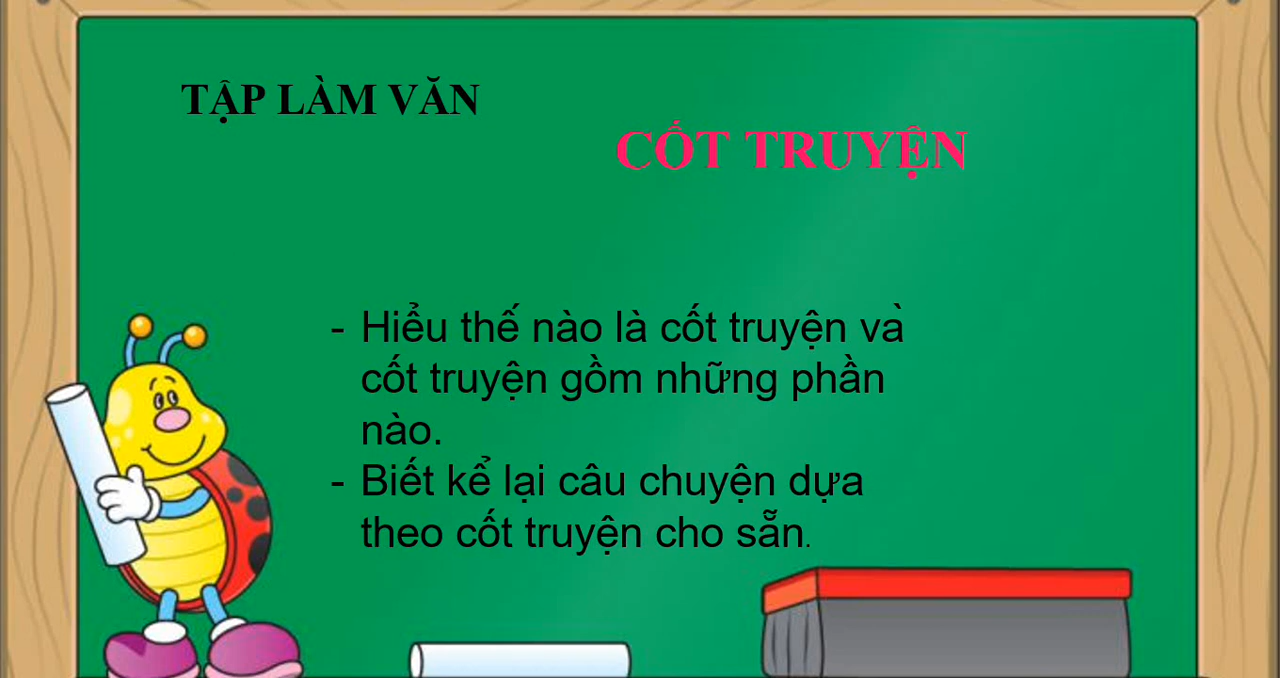 TẬP LÀM VĂN
CỐT TRUYỆN
- Hiểu thế nào là cốt truyện và
cốt truyện gồm những phần
nào.
- Biết kể lại câu chuyện dựa
theo cốt truyện cho sẵn.